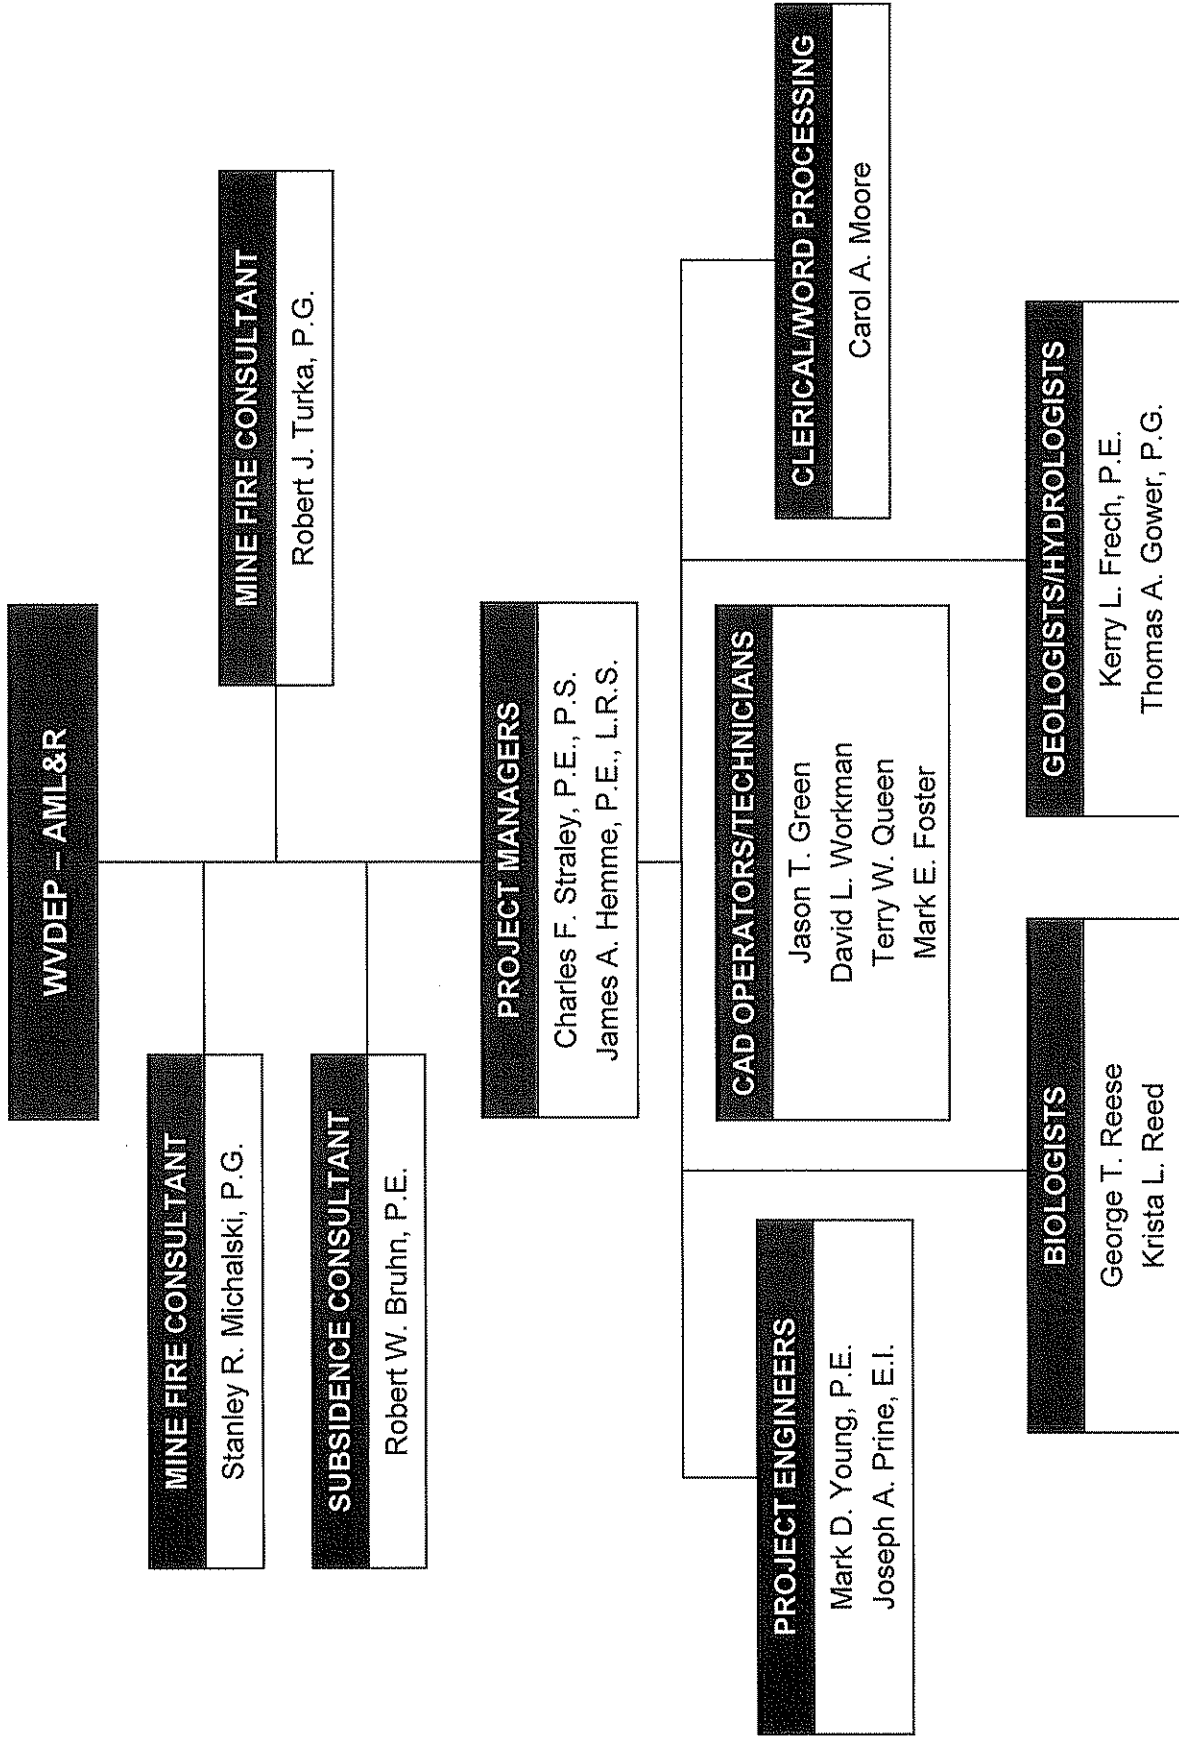 WVDEP – AML&R
MINE FIRE CONSULTANT
Stanley R. Michalski, P.G.
MINE FIRE CONSULTANT
Robert J. Turka, P.G.
SUBSIDENCE CONSULTANT
Robert W. Bruhn, P.E.
PROJECT MANAGERS
Charles F. Straley, P.E., P.S.
James A. Hemme, P.E., L.R.S.
PROJECT ENGINEERS
Mark D. Young, P.E.
Joseph A. Prine, E.I.
CAD OPERATORS/TECHNICIANS
Jason T. Green
David L. Workman
Terry W. Queen
Mark E. Foster
CLERICAL/WORD PROCESSING
Carol A. Moore
BIOLOGISTS
George T. Reese
Krista L. Reed
GEOLOGISTS/HYDROLOGISTS
Kerry L. Frech, P.E.
Thomas A. Gower, P.G.